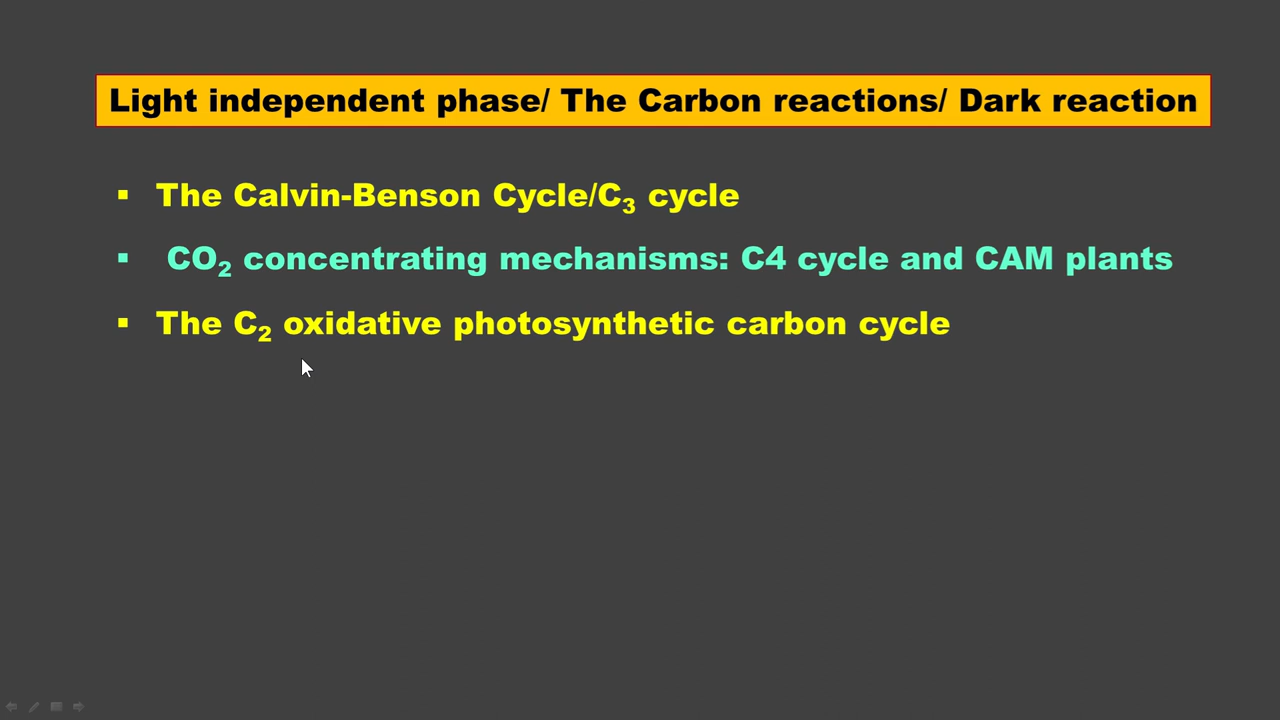 Light independent phase/ The Carbon reactions/ Dark reaction
▪ The Calvin-Benson Cycle/C₃ cycle
▪ CO₂ concentrating mechanisms: C4 cycle and CAM plants
▪ The C₂ oxidative photosynthetic carbon cycle